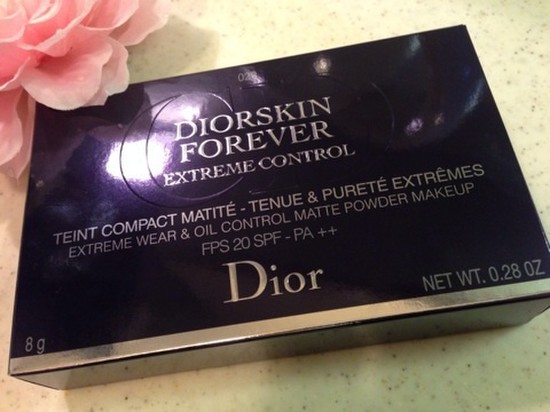 DIORSKIN
FOREVER
EXTREME CONTROL
TEINT COMPACT MATITÉ - TENUE & PURETÉ EXTRÊMES
EXTREME WEAR & OIL CONTROL MATTE POWDER MAKEUP
FPS 20 SPF - PA ++
Dior
8 g
NET WT. 0.28 OZ